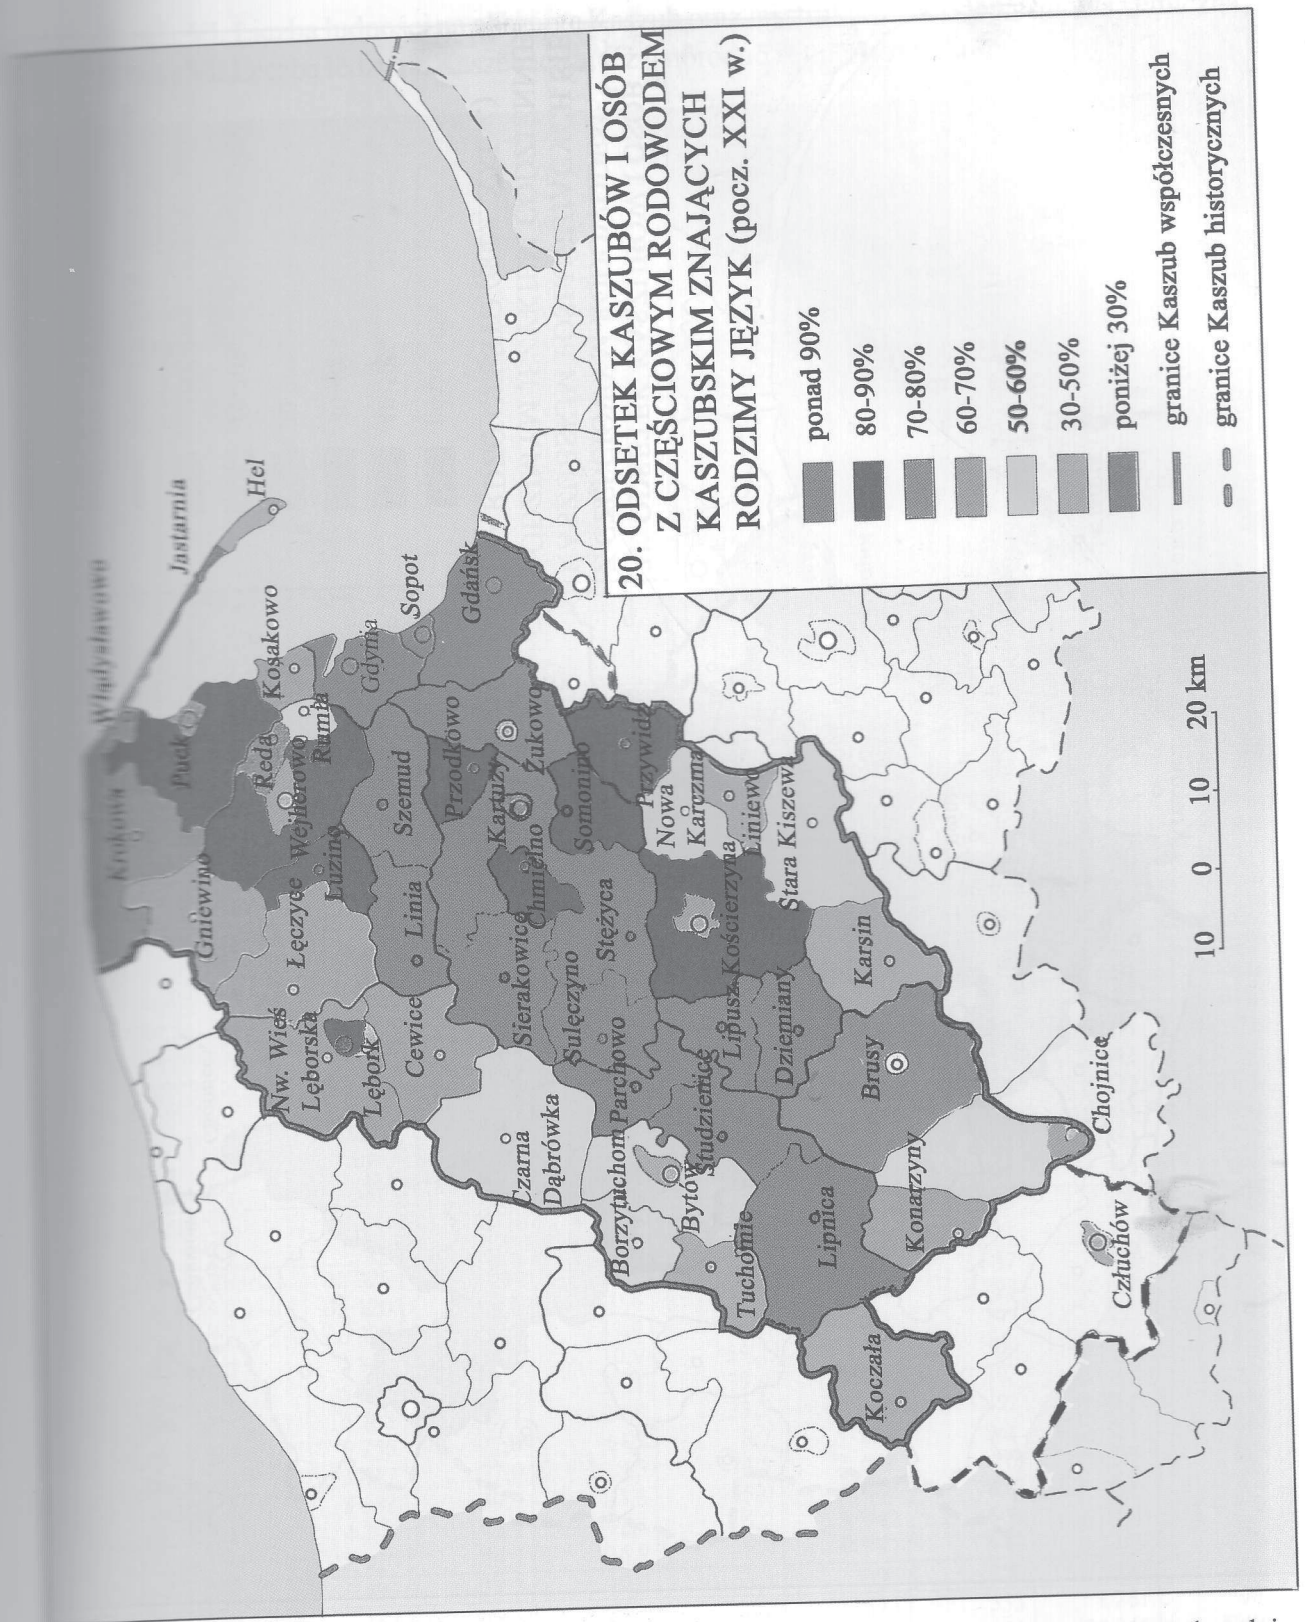 20. ODSETEK KASZUBÓW I OSÓB
Z CZĘŚCIOWYM RODOWODEM
KASZUBSKIM ZNAJĄCYCH
RODZIMY JĘZYK (pocz. XXI w.)
ponad 90%
80-90%
70-80%
60-70%
50-60%
30-50%
poniżej 30%
granice Kaszub współczesnych
granice Kaszub historycznych
10 0 10 20 km
Władysławowo
Jastarnia
Hel
Krokowa
Puck
Gniewino
Kosakowo
Reda
Rumia
Wejherowo
Łęczyce
Luzino
Gdynia
Sopot
Gdańsk
Nw. Wieś
Lęborska
Lębork
Cewice
Linia
Szemud
Przodkowo
Żukowo
Kartuzy
Chmielno
Sierakowice
Somonino
Przywidz
Stężyca
Sulęczyno
Parchowo
Czarna
Dąbrówka
Borzytuchom
Bytów
Studzienice
Tuchomie
Lipusz
Kościerzyna
Nowa
Karczma
Liniewo
Stara Kiszewa
Dziemiany
Karsin
Brusy
Lipnica
Konarzyny
Koczała
Chojnice
Człuchów